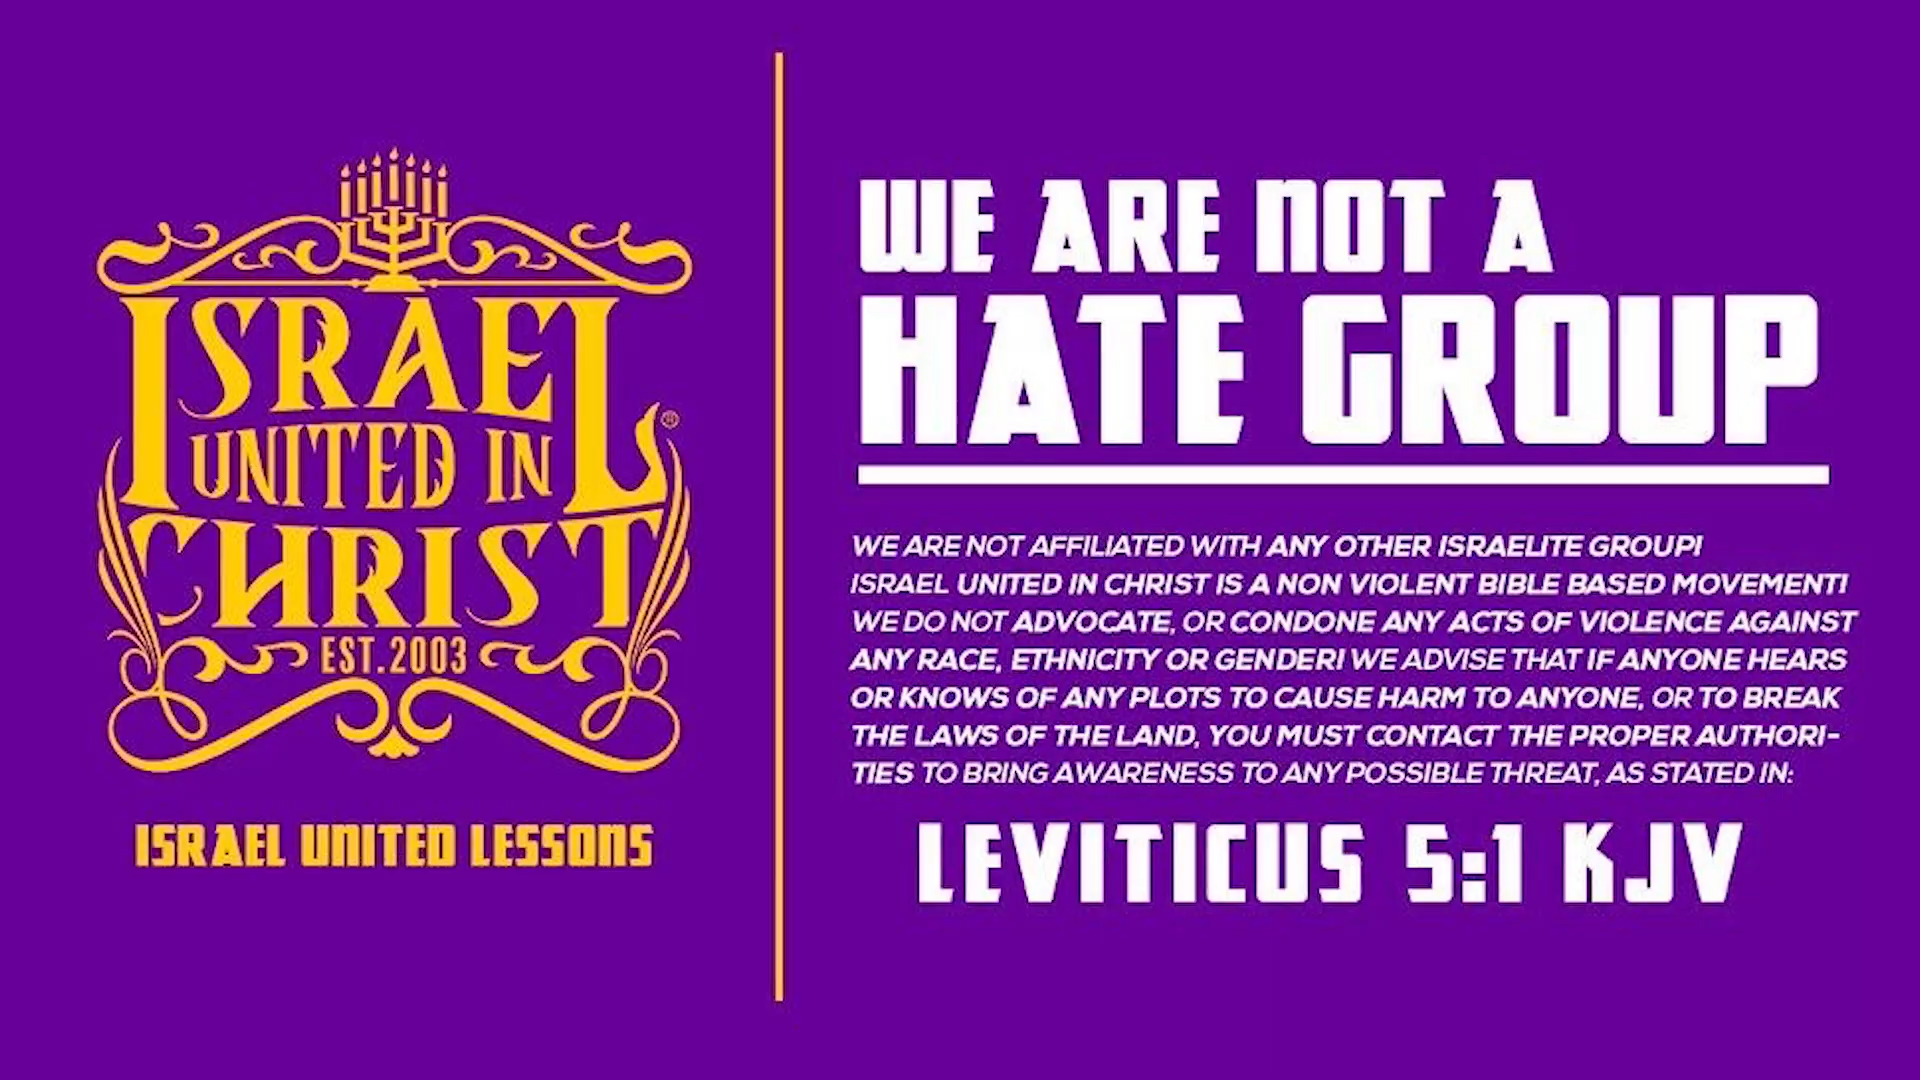 ISRAEL
UNITED IN
CHRIST
®
EST.2003
ISRAEL UNITED LESSONS
WE ARE NOT A
HATE GROUP
WE ARE NOT AFFILIATED WITH ANY OTHER ISRAELITE GROUP!
ISRAEL UNITED IN CHRIST IS A NON VIOLENT BIBLE BASED MOVEMENT!
WE DO NOT ADVOCATE, OR CONDONE ANY ACTS OF VIOLENCE AGAINST
ANY RACE, ETHNICITY OR GENDER! WE ADVISE THAT IF ANYONE HEARS
OR KNOWS OF ANY PLOTS TO CAUSE HARM TO ANYONE, OR TO BREAK
THE LAWS OF THE LAND, YOU MUST CONTACT THE PROPER AUTHORI-
TIES TO BRING AWARENESS TO ANY POSSIBLE THREAT, AS STATED IN:
LEVITICUS 5:1 KJV